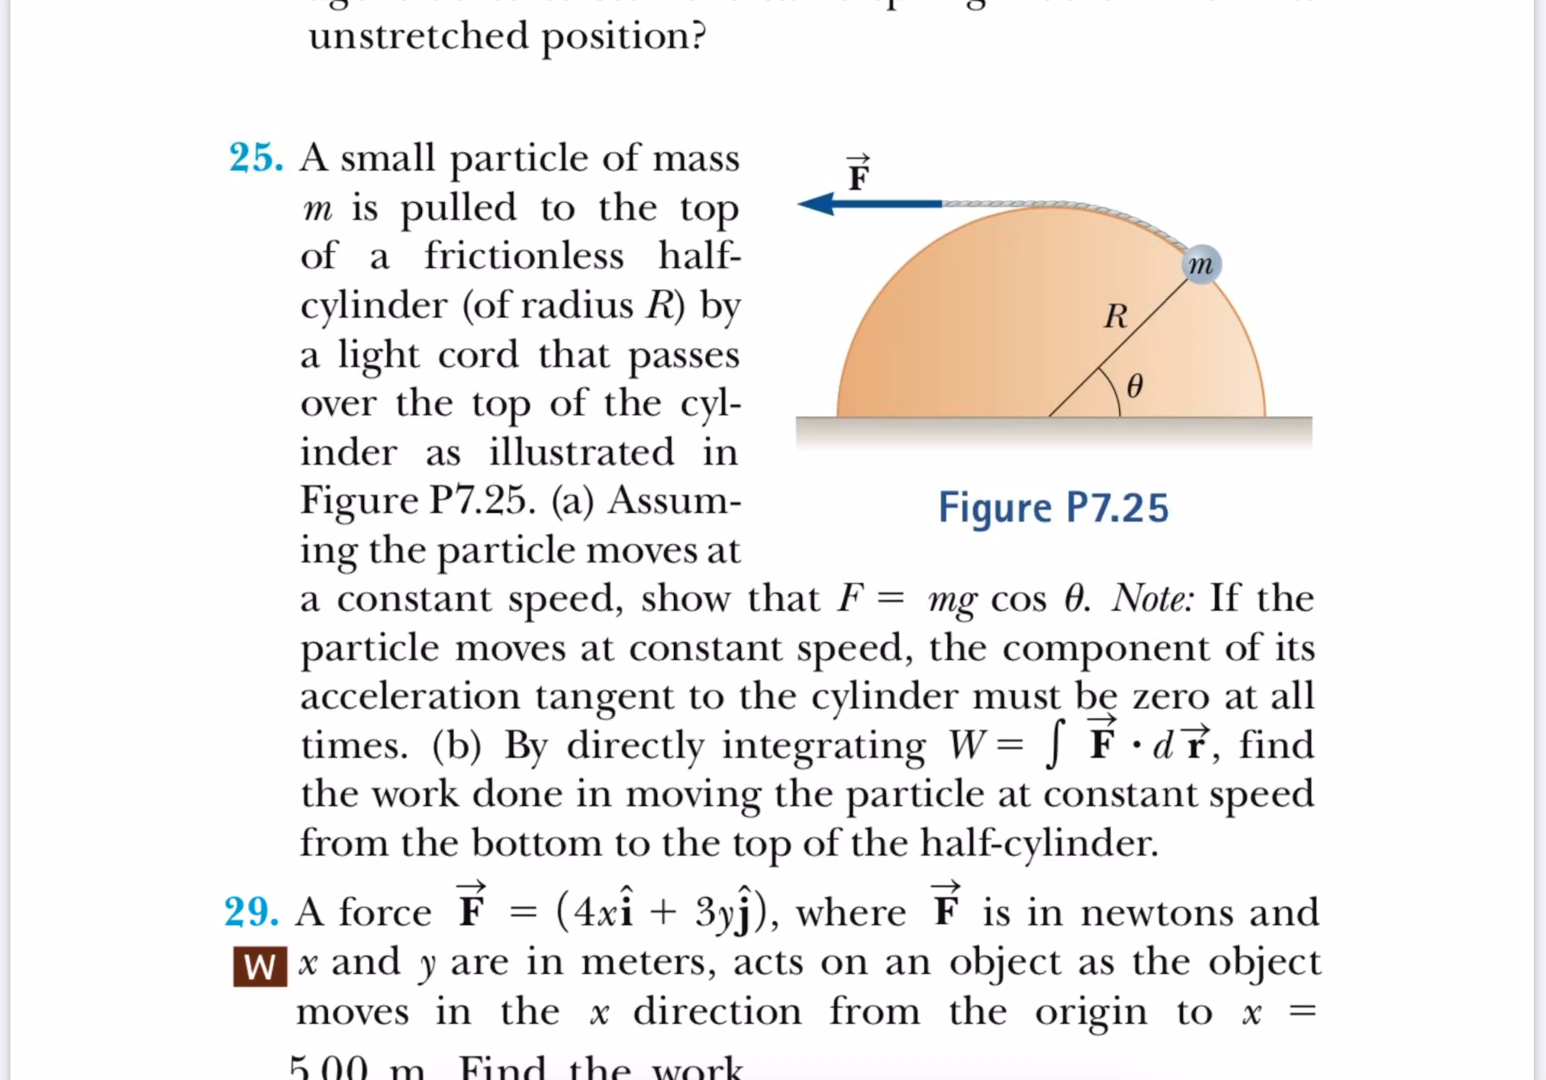 unstretched position?
25. A small particle of mass
m is pulled to the top
of a frictionless half-
cylinder (of radius R) by
a light cord that passes
over the top of the cyl-
inder as illustrated in
Figure P7.25. (a) Assum-
ing the particle moves at
a constant speed, show that F = mg cos θ. Note: If the
particle moves at constant speed, the component of its
acceleration tangent to the cylinder must be zero at all
times. (b) By directly integrating W = ∫ F⃗ · d r⃗, find
the work done in moving the particle at constant speed
from the bottom to the top of the half-cylinder.
F⃗
m
R
θ
Figure P7.25
29. A force F⃗ = (4xî + 3yĵ), where F⃗ is in newtons and
W x and y are in meters, acts on an object as the object
moves in the x direction from the origin to x =
5.00 m. Find the work